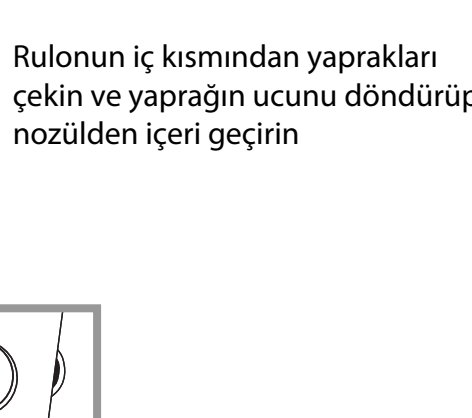 Rulonun iç kısmından yaprakları
çekin ve yaprağın ucunu döndürüp
nozülden içeri geçirin